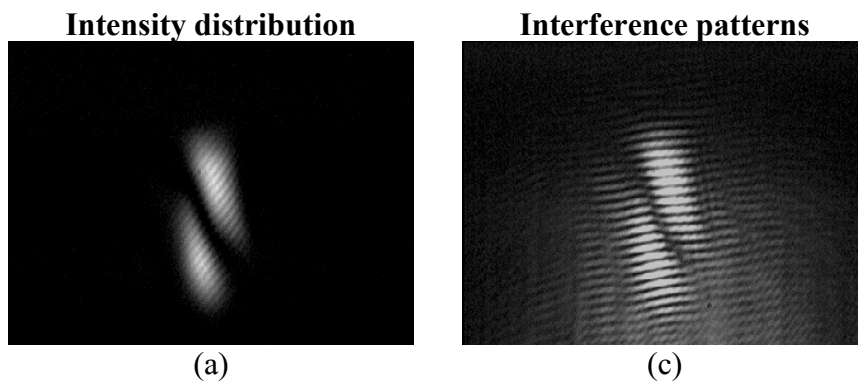 Intensity distribution
Interference patterns
(a)
(c)